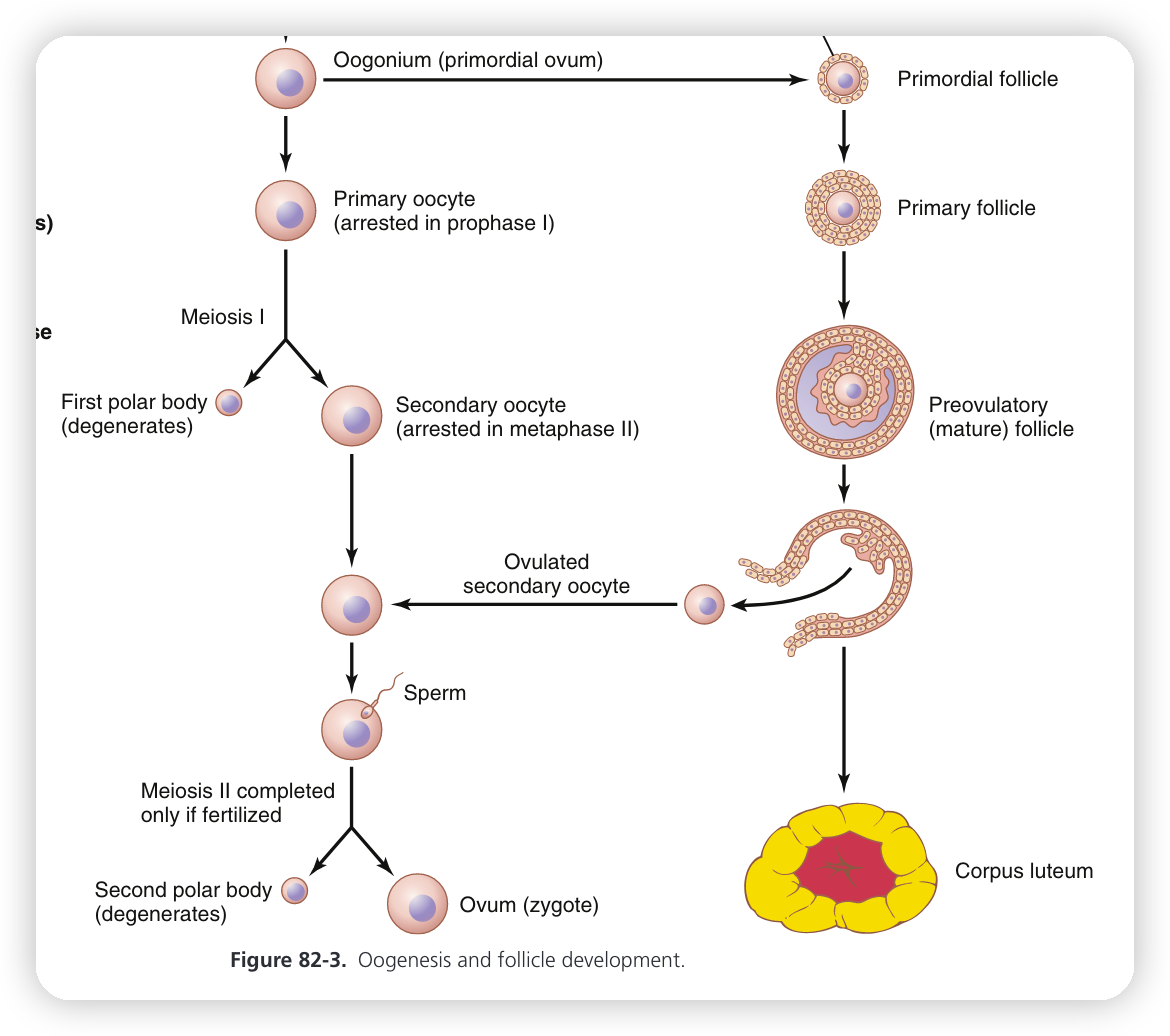 Oogonium (primordial ovum)
Primordial follicle
Primary oocyte
(arrested in prophase I)
Primary follicle
s)
Meiosis I
se
First polar body
(degenerates)
Secondary oocyte
(arrested in metaphase II)
Preovulatory
(mature) follicle
Ovulated
secondary oocyte
Sperm
Meiosis II completed
only if fertilized
Second polar body
(degenerates)
Ovum (zygote)
Corpus luteum
Figure 82-3. Oogenesis and follicle development.